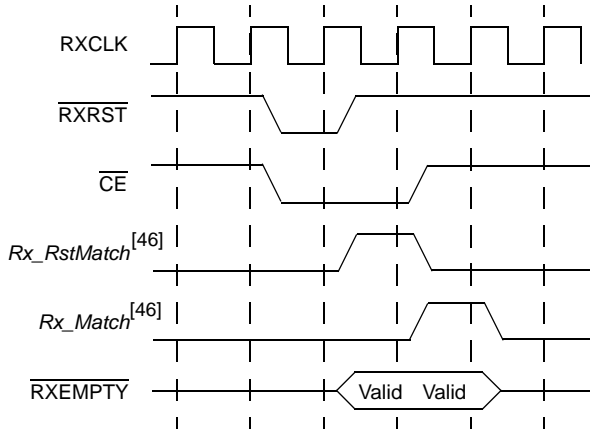 RXCLK
RXRST
CE
Rx_RstMatch[46]
Rx_Match[46]
RXEMPTY Valid Valid